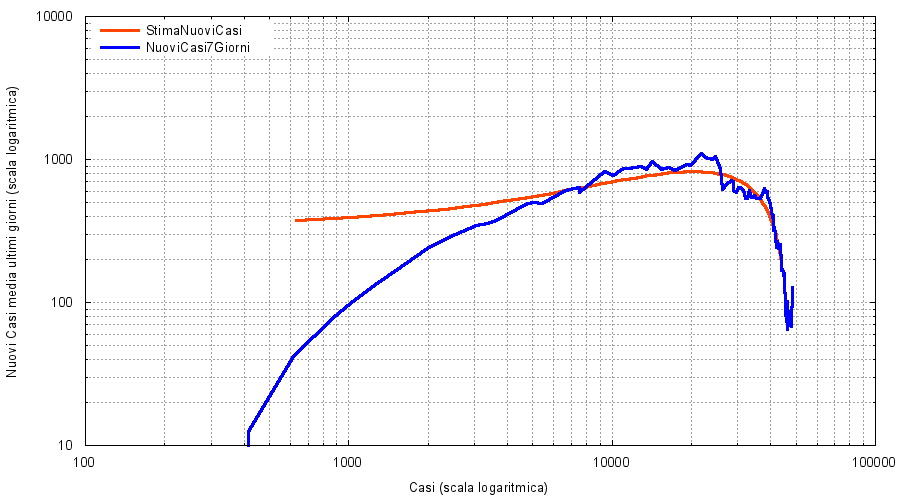 10000
StimaNuoviCasi
NuoviCasi7Giorni
1000
Nuovi Casi media ultimi giorni (scala logaritmica)
100
10
100
1000
10000
100000
Casi (scala logaritmica)